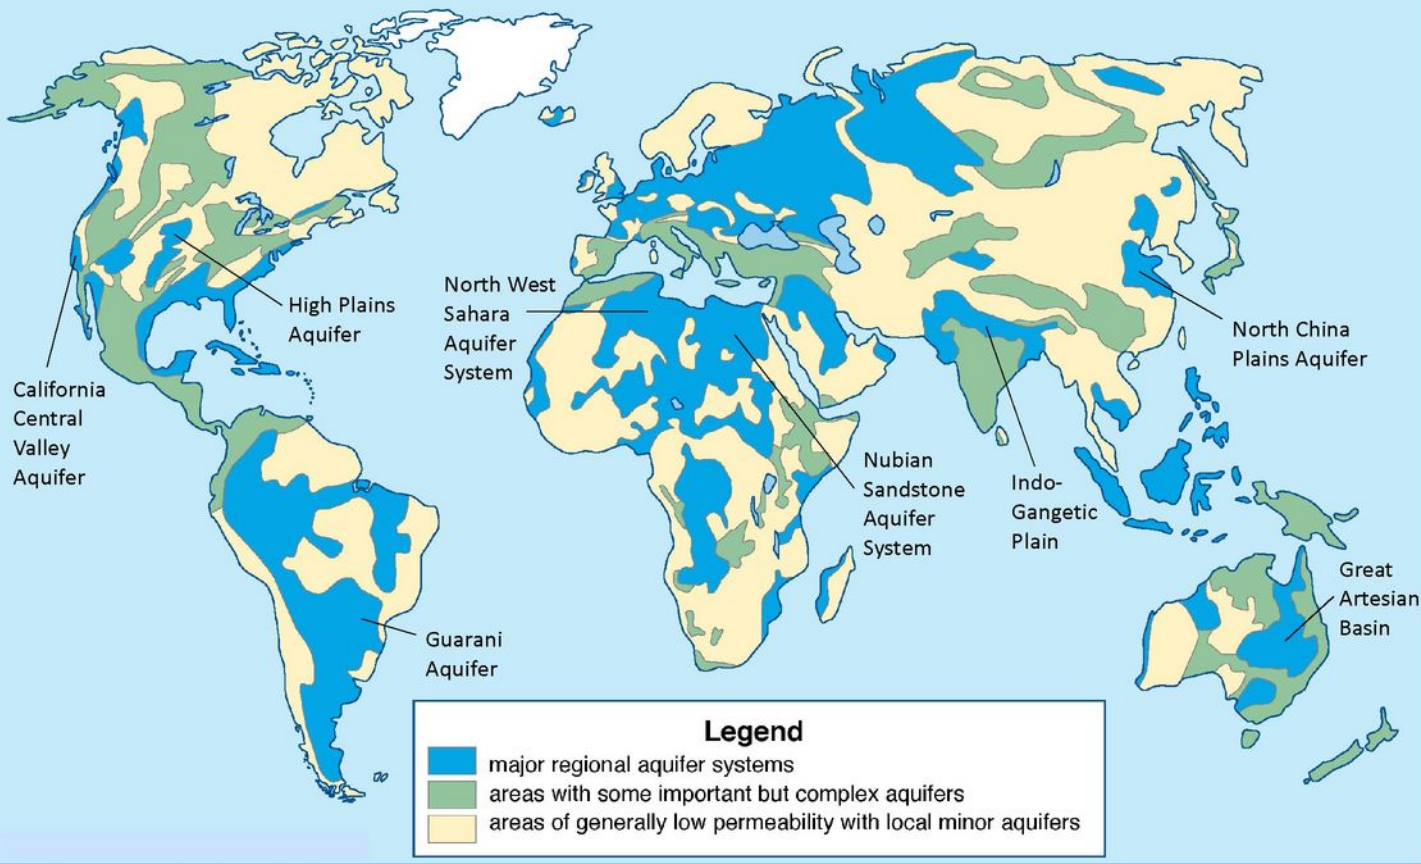 High Plains
Aquifer
California
Central
Valley
Aquifer
North West
Sahara
Aquifer
System
Nubian
Sandstone
Aquifer
System
Indo-
Gangetic
Plain
North China
Plains Aquifer
Great
Artesian
Basin
Guarani
Aquifer
Legend
major regional aquifer systems
areas with some important but complex aquifers
areas of generally low permeability with local minor aquifers